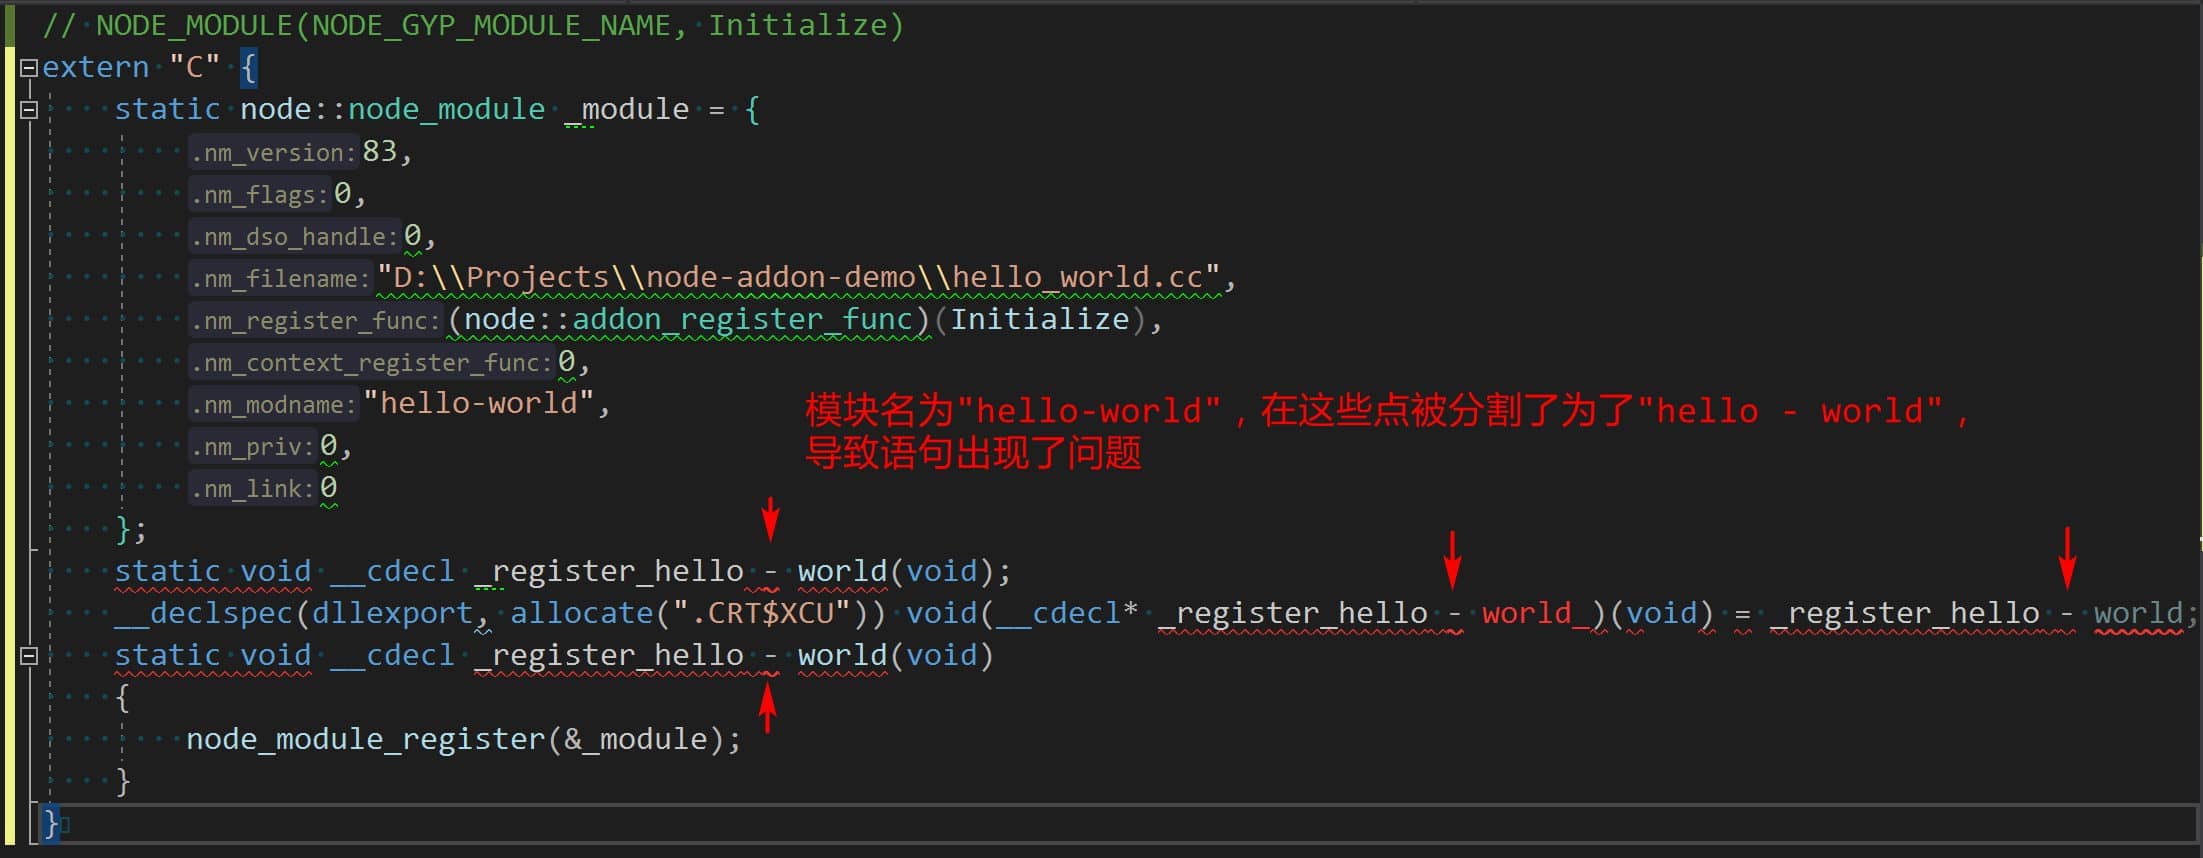 // NODE_MODULE(NODE_GYP_MODULE_NAME, Initialize)
extern "C" {
static node::node_module _module = {
.nm_version:83,
.nm_flags:0,
.nm_dso_handle:0,
.nm_filename:"D:\\Projects\\node-addon-demo\\hello_world.cc",
.nm_register_func:(node::addon_register_func)(Initialize),
.nm_context_register_func:0,
.nm_modname:"hello-world",
模块名为"hello-world"，在这些点被分割了为了"hello - world"，
.nm_priv:0,
导致语句出现了问题
.nm_link:0
};
static void __cdecl _register_hello - world(void);
__declspec(dllexport, allocate(".CRT$XCU")) void(__cdecl* _register_hello - world_)(void) = _register_hello - world;
static void __cdecl _register_hello - world(void)
{
node_module_register(&_module);
}
}